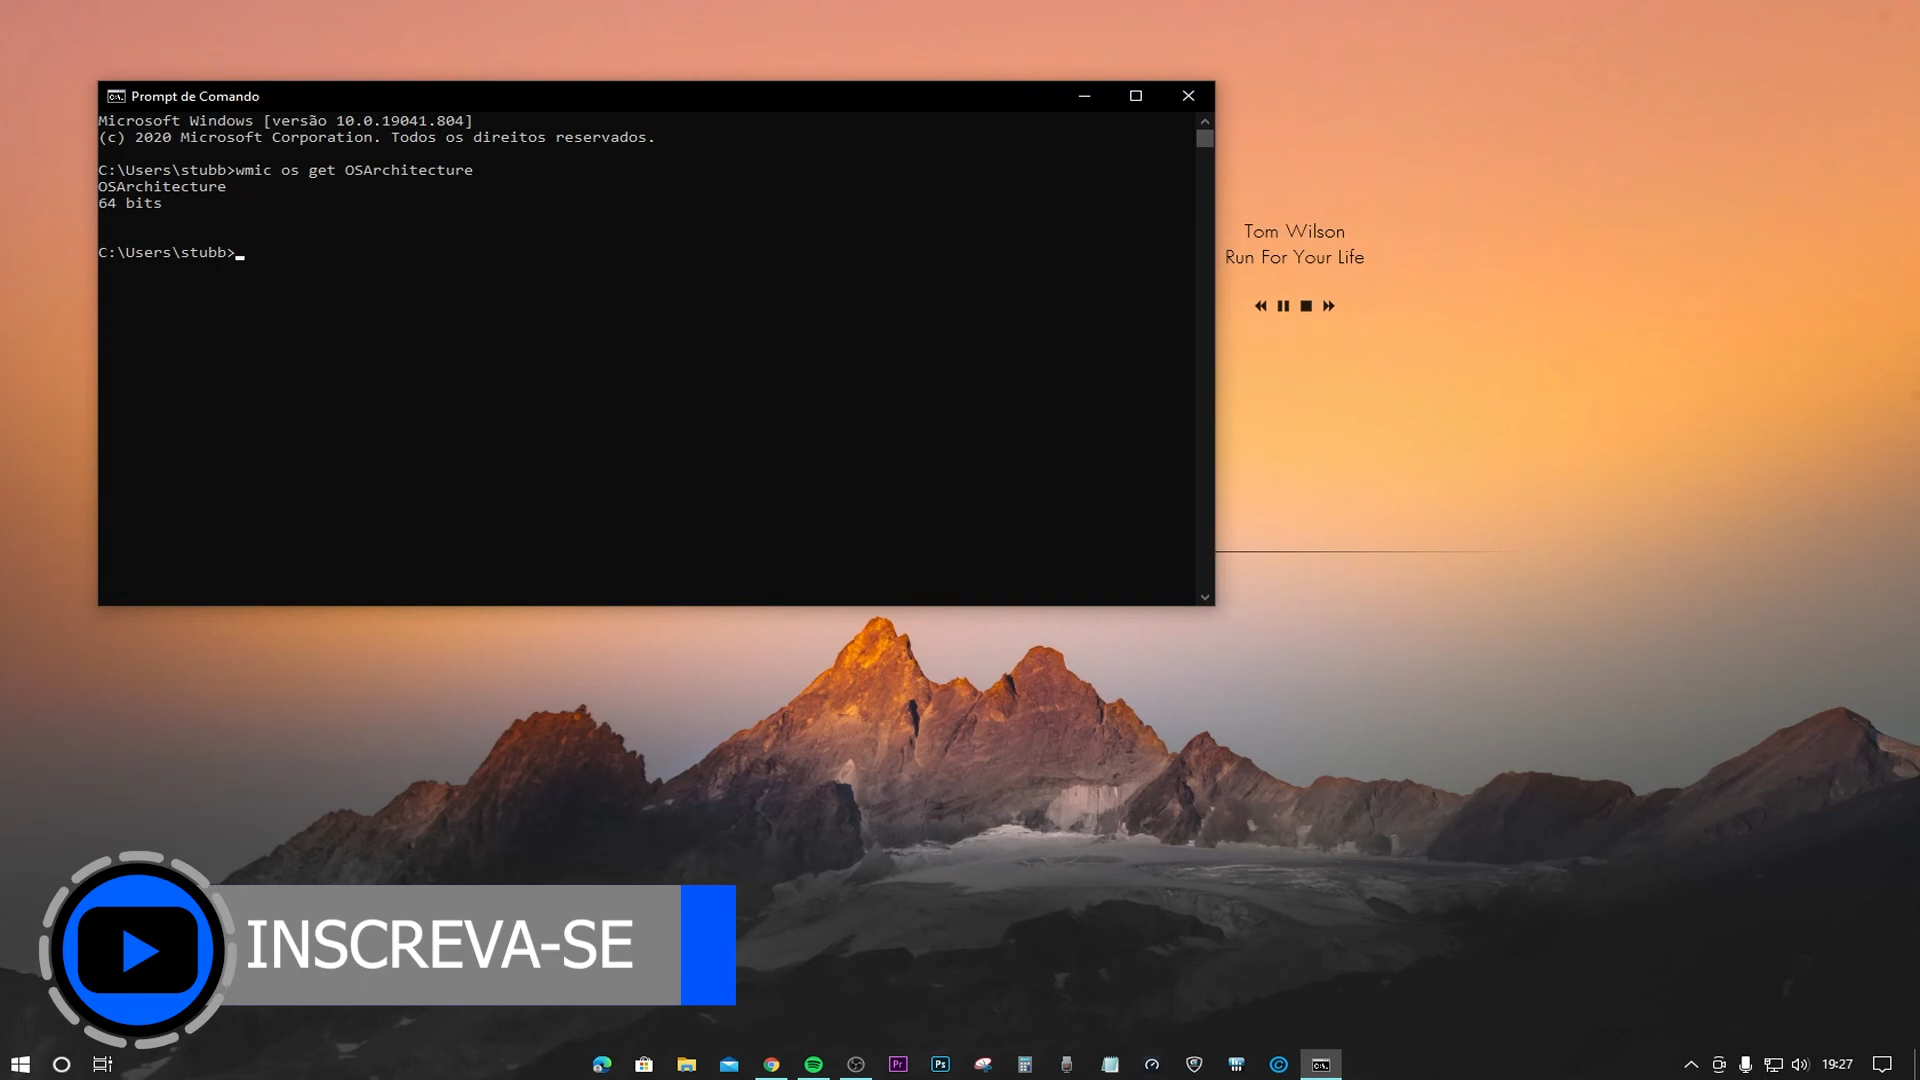 Prompt de Comando
Microsoft Windows [versão 10.0.19041.804]
(c) 2020 Microsoft Corporation. Todos os direitos reservados.
C:\Users\stubb>wmic os get OSArchitecture
OSArchitecture
64 bits
C:\Users\stubb>
Tom Wilson
Run For Your Life
INSCREVA-SE
Pr
Ps
19:27